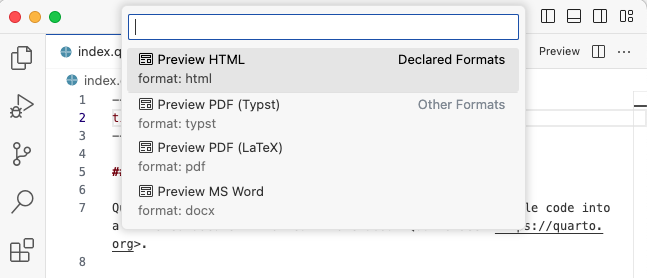 index.q
Preview
Preview HTML Declared Formats
format: html
Preview PDF (Typst) Other Formats
format: typst
Preview PDF (LaTeX)
format: pdf
Preview MS Word
format: docx
index.
1 --
2 t
3 --
4
5 ##
6
7 Q le code into
a //quarto.
org>.
8